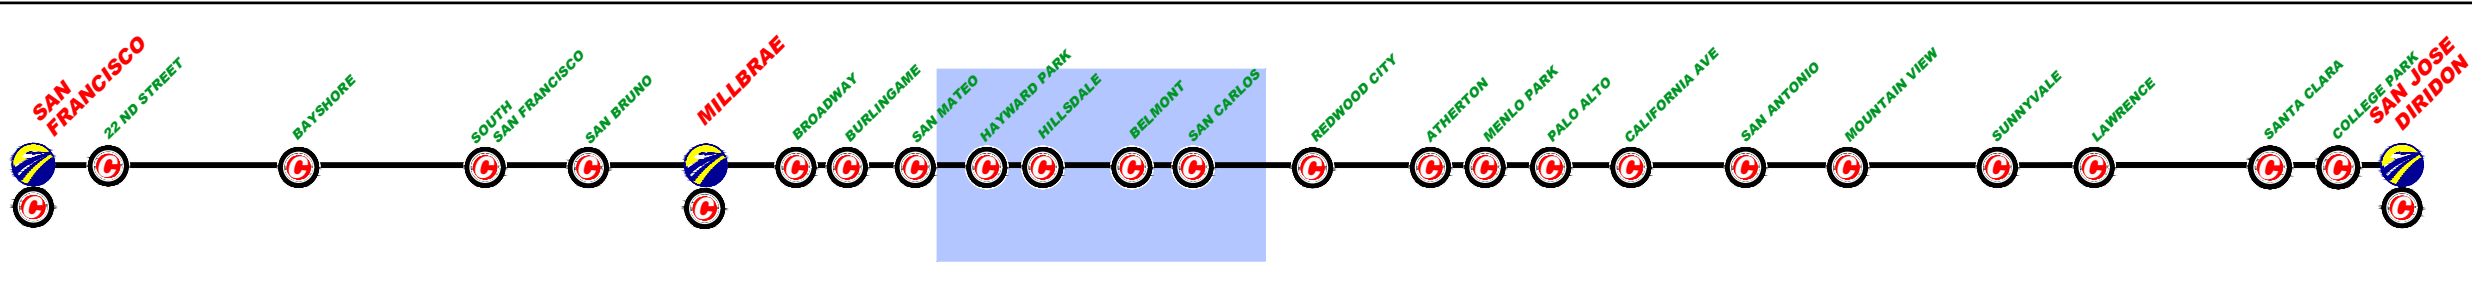 SAN
FRANCISCO
22 ND STREET
BAYSHORE
SOUTH
SAN FRANCISCO
SAN BRUNO
MILLBRAE
BROADWAY
BURLINGAME
SAN MATEO
HAYWARD PARK
HILLSDALE
BELMONT
SAN CARLOS
REDWOOD CITY
ATHERTON
MENLO PARK
PALO ALTO
CALIFORNIA AVE
SAN ANTONIO
MOUNTAIN VIEW
SUNNYVALE
LAWRENCE
SANTA CLARA
COLLEGE PARK
SAN JOSE
DIRIDON
C C C C C C C C C C C C C C C C C C C C C C
C C C